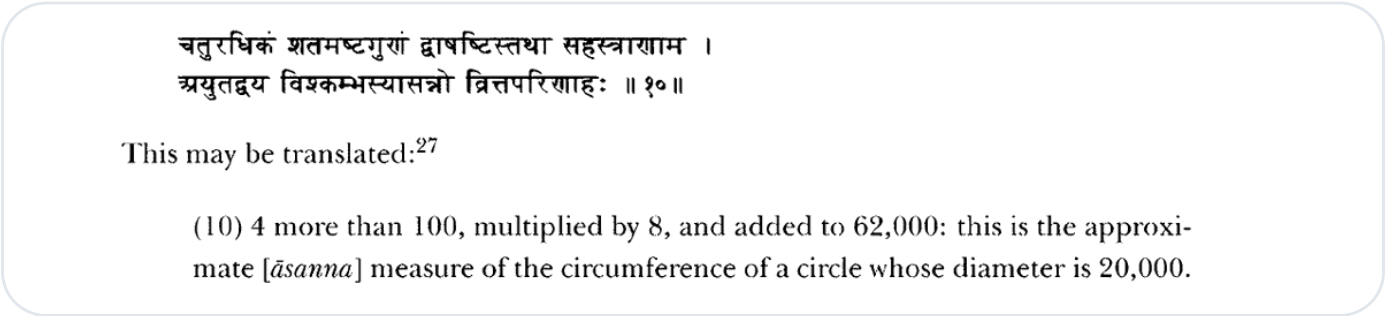 चतुरधिकं शतमष्टगुणं द्वाषष्टिस्तथा सहस्त्राणाम ।
अयुतद्वय विश्कम्भस्यासन्नो व्रित्तपरिणाहः ॥१०॥
This may be translated:27
(10) 4 more than 100, multiplied by 8, and added to 62,000: this is the approxi-
mate [āsanna] measure of the circumference of a circle whose diameter is 20,000.